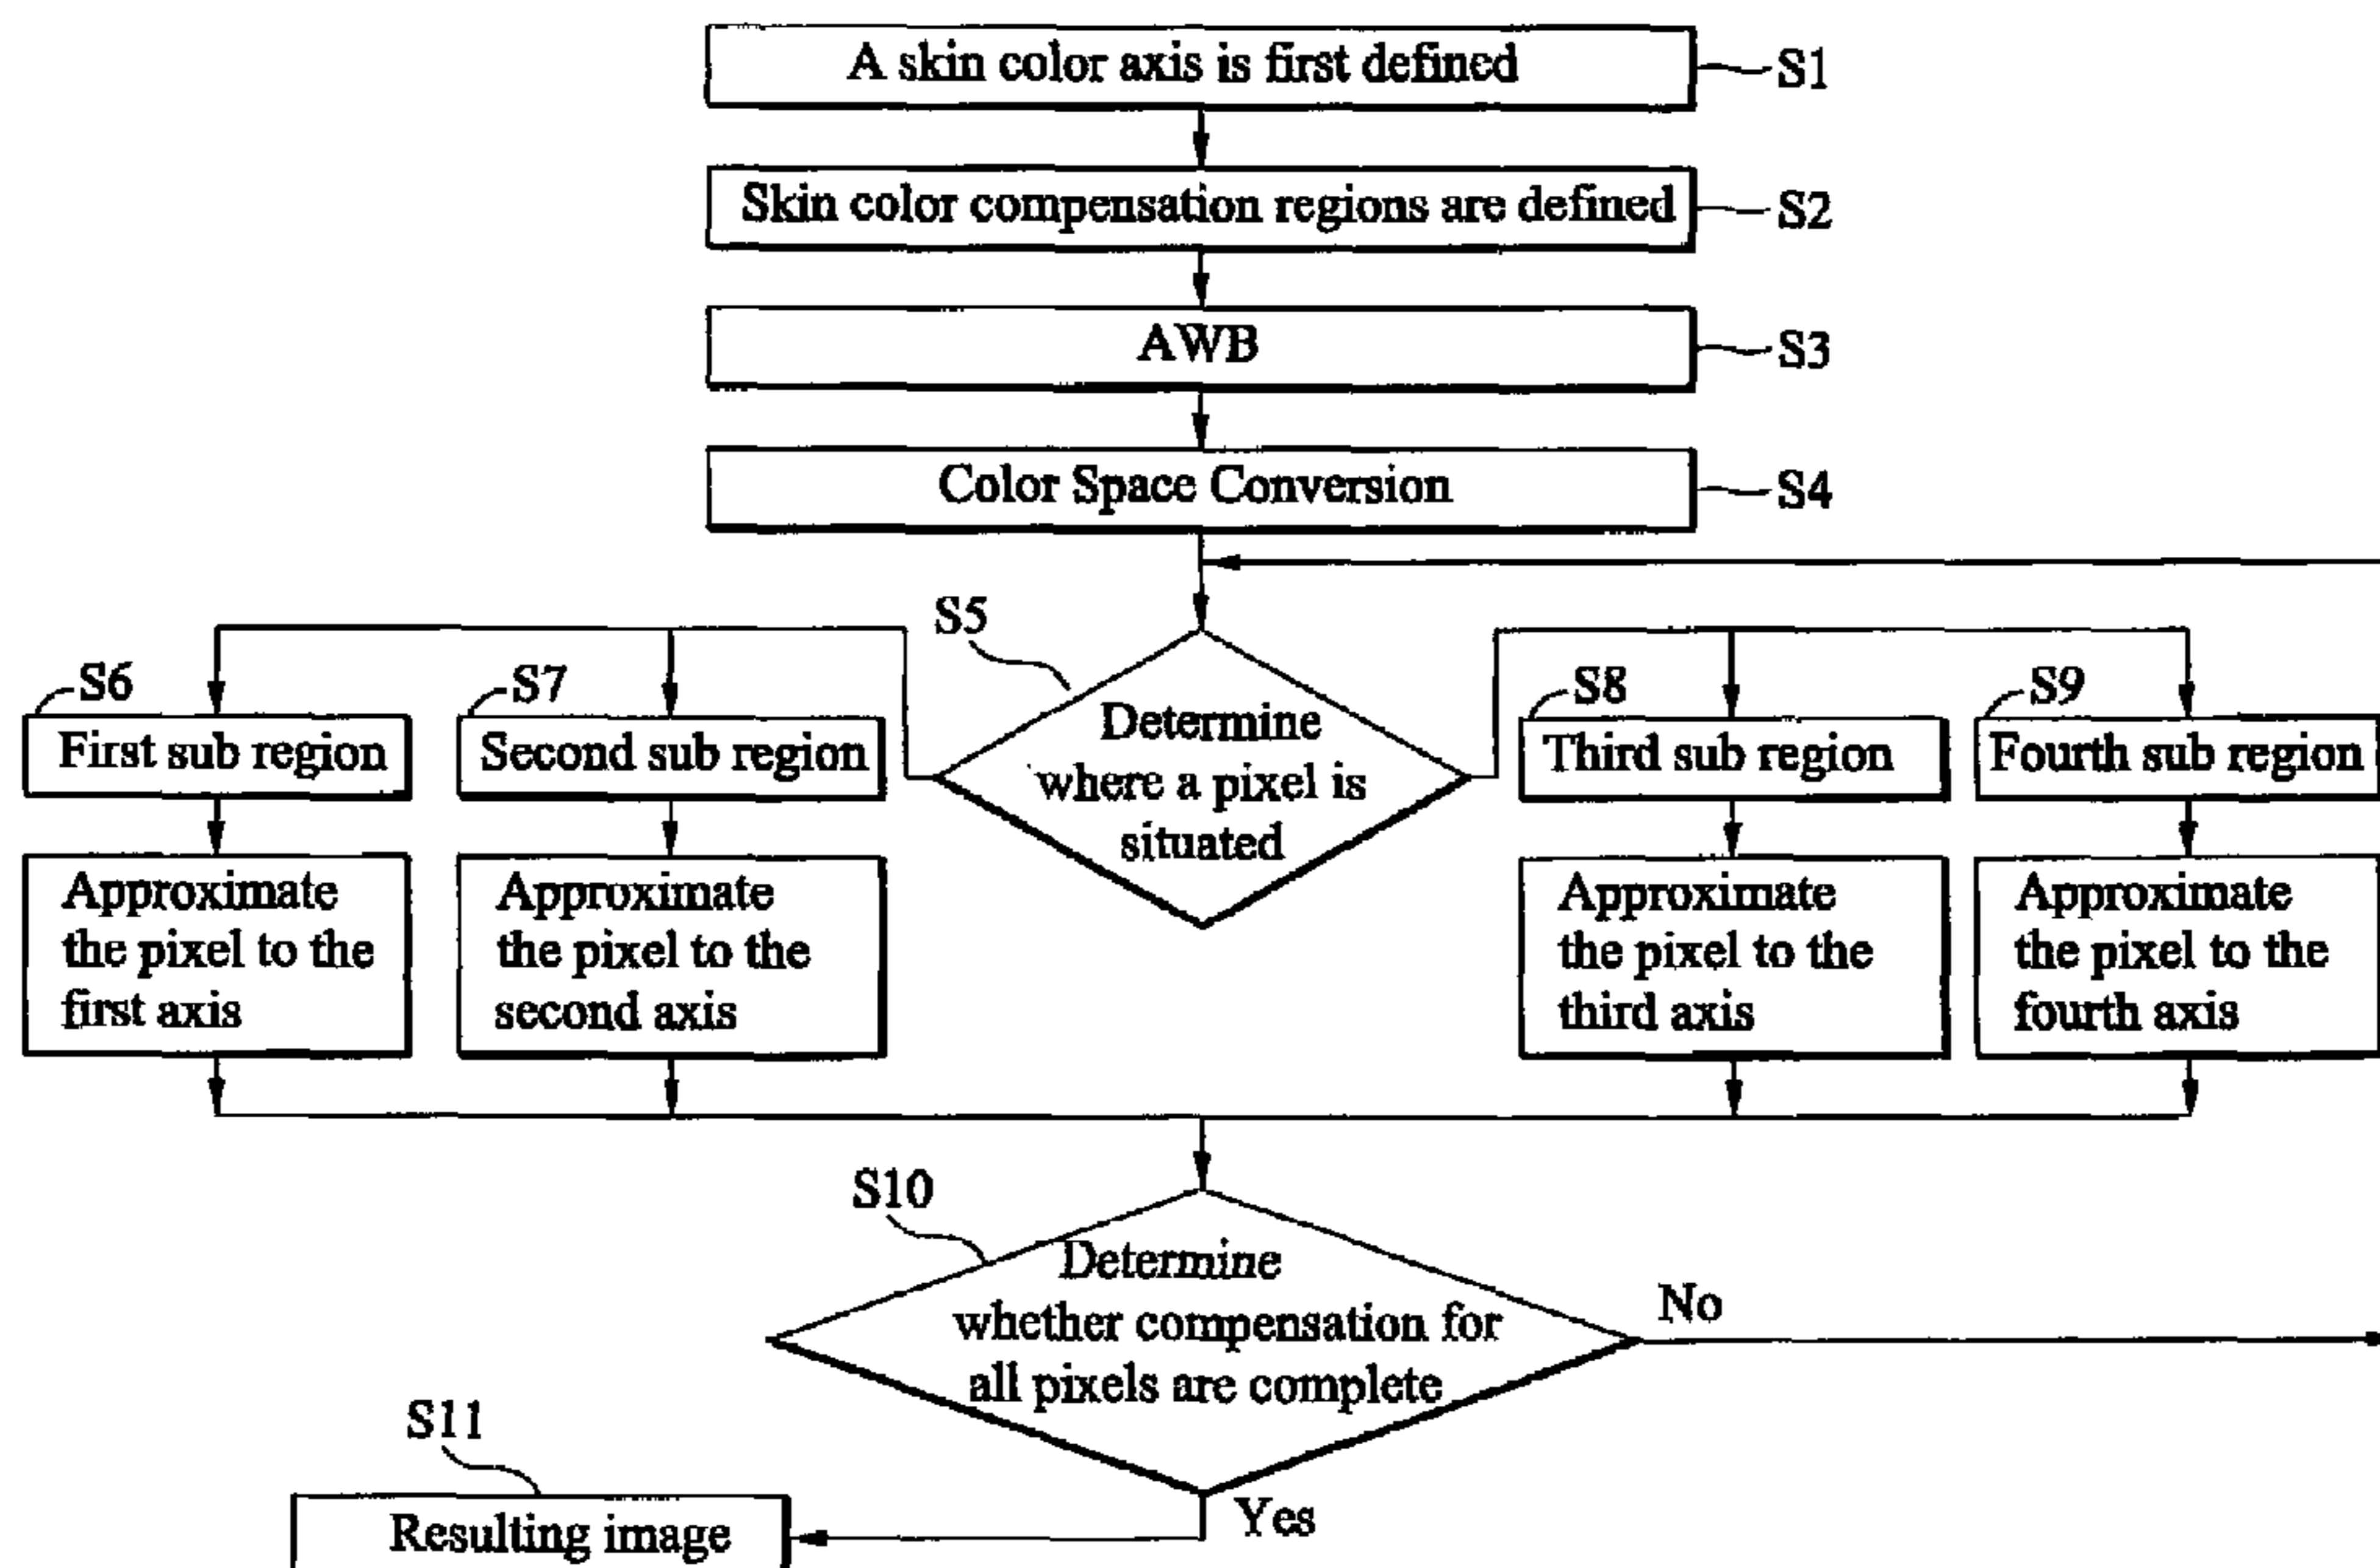 A skin color axis is first defined
S1
Skin color compensation regions are defined
S2
AWB
S3
Color Space Conversion
S4
S5
Determine
where a pixel is
situated
S6
First sub region
Approximate
the pixel to the
first axis
S7
Second sub region
Approximate
the pixel to the
second axis
S8
Third sub region
Approximate
the pixel to the
third axis
S9
Fourth sub region
Approximate
the pixel to the
fourth axis
S10
Determine
whether compensation for
all pixels are complete
No
Yes
S11
Resulting image